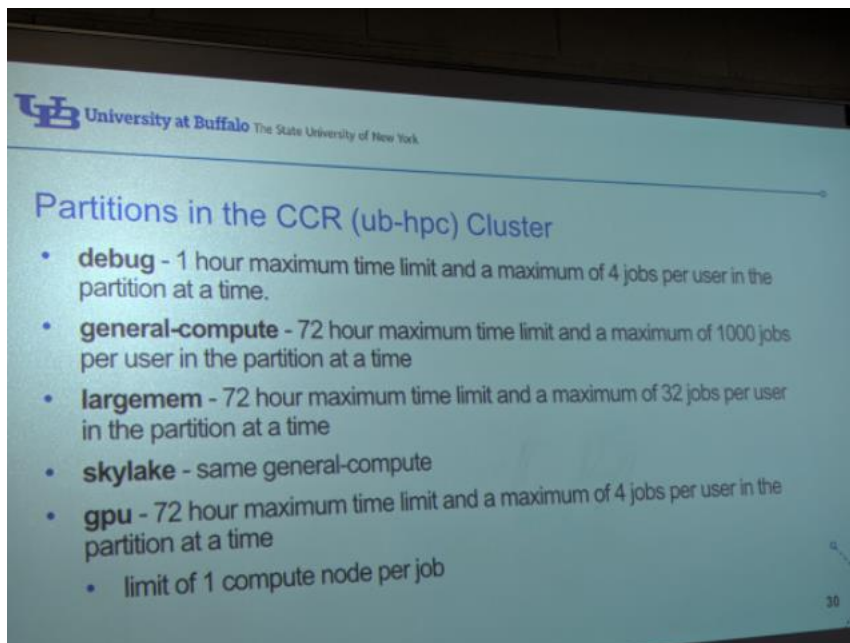 UB University at Buffalo The State University of New York
Partitions in the CCR (ub-hpc) Cluster
• debug - 1 hour maximum time limit and a maximum of 4 jobs per user in the
partition at a time.
• general-compute - 72 hour maximum time limit and a maximum of 1000 jobs
per user in the partition at a time
• largemem - 72 hour maximum time limit and a maximum of 32 jobs per user
in the partition at a time
• skylake - same general-compute
• gpu - 72 hour maximum time limit and a maximum of 4 jobs per user in the
partition at a time
• limit of 1 compute node per job
30